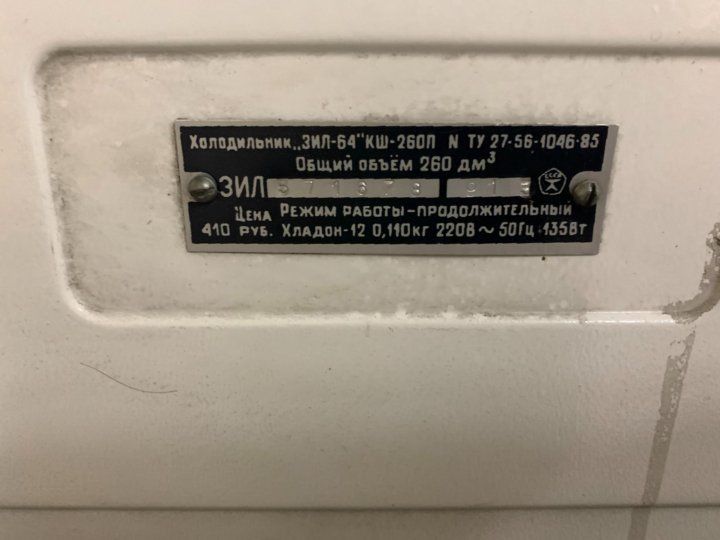 Холодильник „ЗИЛ-64" КШ-260П N ТУ 27-56-1046-85
Общий объём 260 дм³
ЗИЛ
СССР
Цена Режим работы-продолжительный
410 руб. Хладон-12 0,110кг 220В ~ 50Гц 135Вт